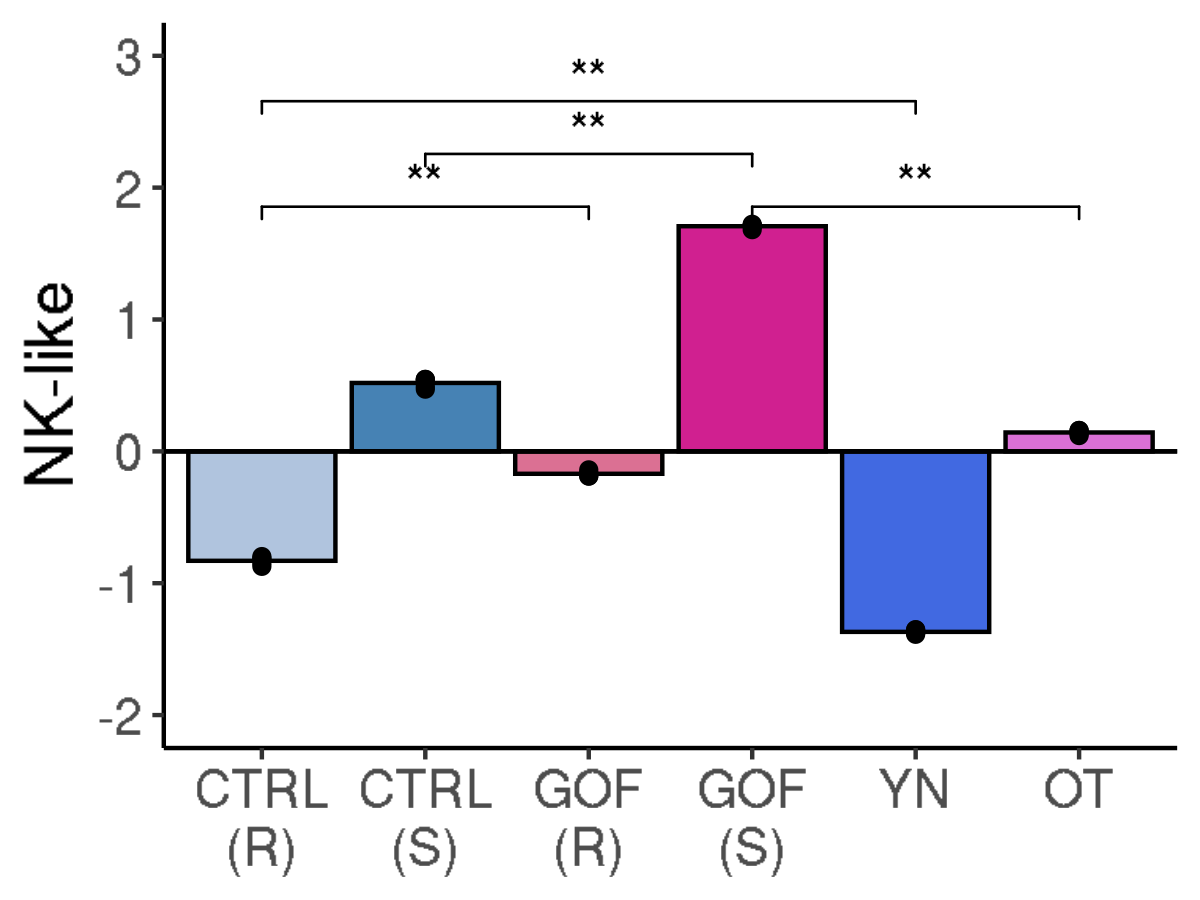 NK-like
3
2
1
0
-1
-2
**
**
**
**
CTRL
(R)
CTRL
(S)
GOF
(R)
GOF
(S)
YN
OT